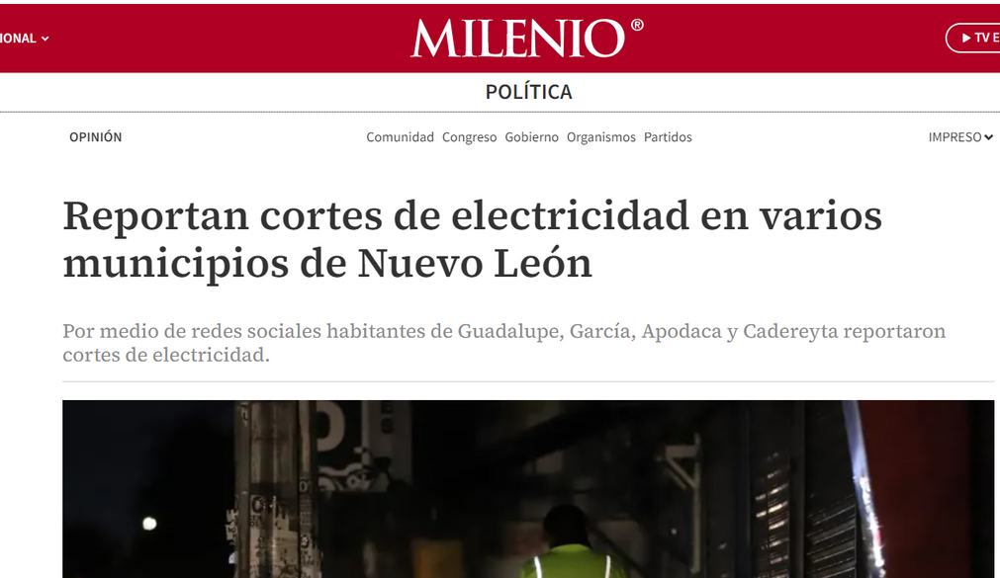 IONAL
MILENIO®
TV E
POLÍTICA
OPINIÓN
Comunidad Congreso Gobierno Organismos Partidos
IMPRESO
Reportan cortes de electricidad en varios
municipios de Nuevo León
Por medio de redes sociales habitantes de Guadalupe, García, Apodaca y Cadereyta reportaron
cortes de electricidad.